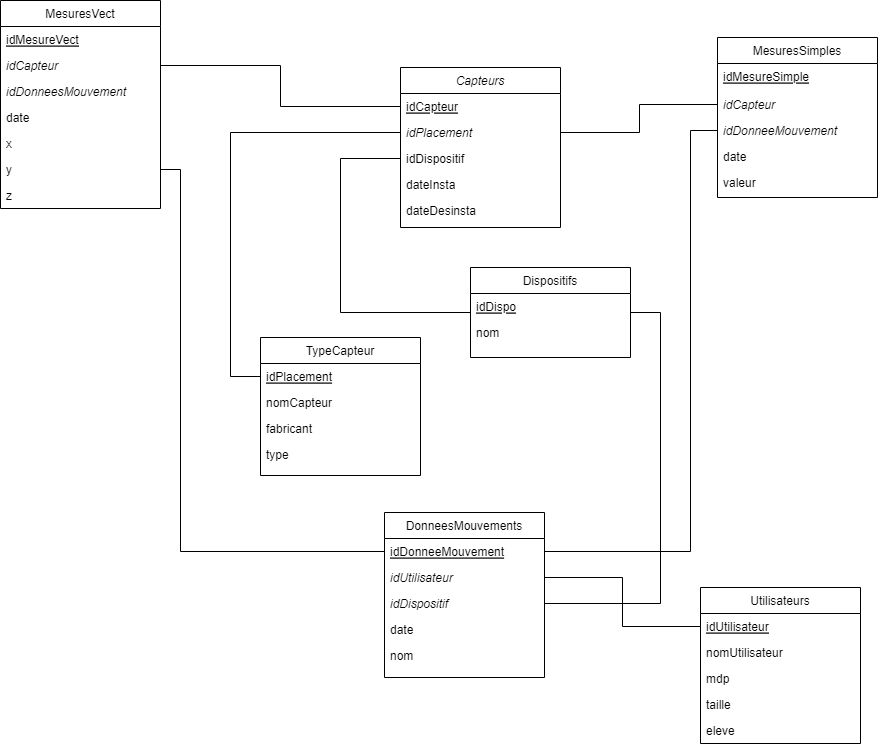 MesuresVect
idMesureVect
idCapteur
idDonneesMouvement
date
x
y
z
Capteurs
idCapteur
idPlacement
idDispositif
dateInsta
dateDesinsta
MesuresSimples
idMesureSimple
idCapteur
idDonneeMouvement
date
valeur
Dispositifs
idDispo
nom
TypeCapteur
idPlacement
nomCapteur
fabricant
type
DonneesMouvements
idDonneeMouvement
idUtilisateur
idDispositif
date
nom
Utilisateurs
idUtilisateur
nomUtilisateur
mdp
taille
eleve